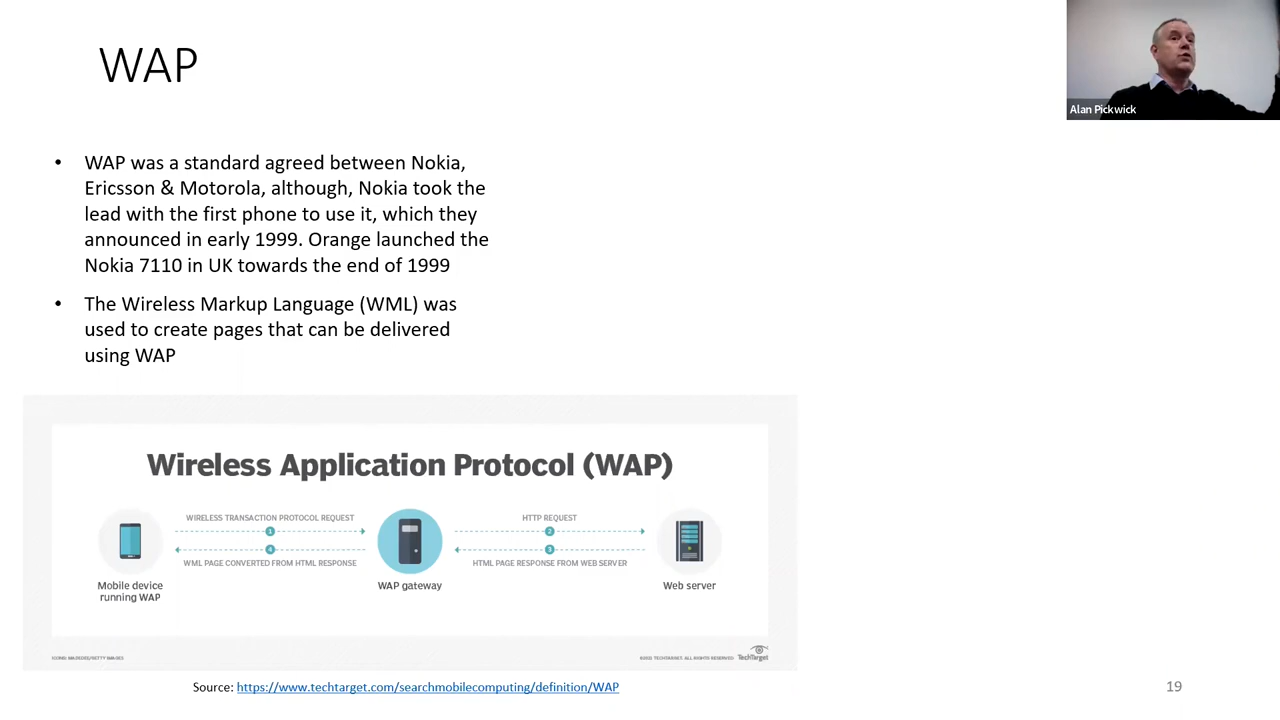 WAP
Alan Pickwick
• WAP was a standard agreed between Nokia,
Ericsson & Motorola, although, Nokia took the
lead with the first phone to use it, which they
announced in early 1999. Orange launched the
Nokia 7110 in UK towards the end of 1999
• The Wireless Markup Language (WML) was
used to create pages that can be delivered
using WAP
Wireless Application Protocol (WAP)
WIRELESS TRANSACTION PROTOCOL REQUEST
1
4
WML PAGE CONVERTED FROM HTML RESPONSE
HTTP REQUEST
2
3
HTML PAGE RESPONSE FROM WEB SERVER
Mobile device
running WAP
WAP gateway
Web server
TechTarget
Source: https://www.techtarget.com/searchmobilecomputing/definition/WAP
19